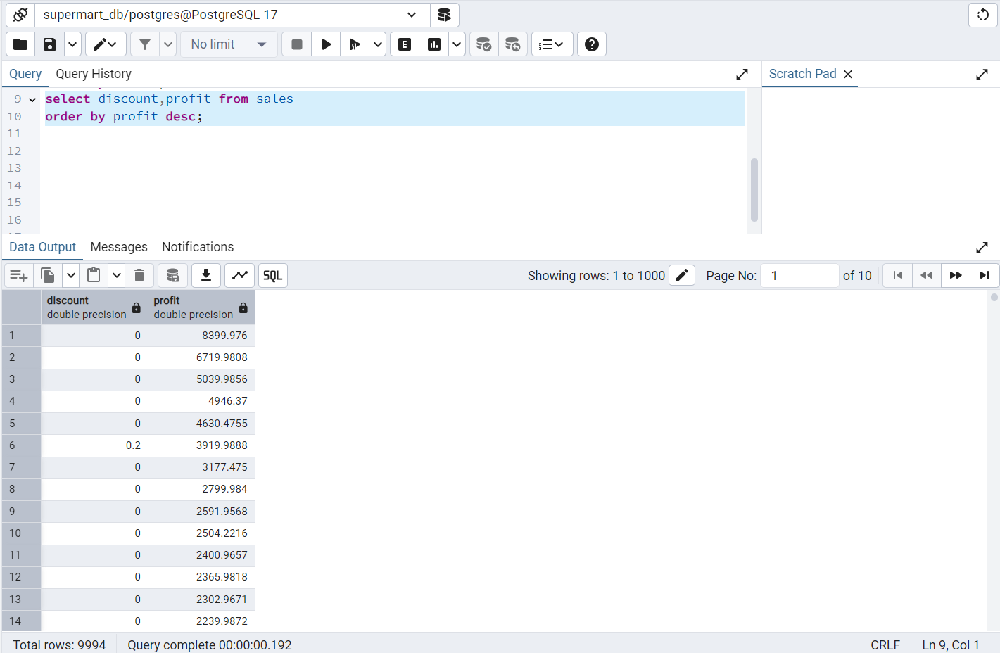 supermart_db/postgres@PostgreSQL 17
No limit
E
SQL
Query Query History
Scratch Pad
9 select discount,profit from sales
10 order by profit desc;
11
12
13
14
15
16
Data Output Messages Notifications
SQL Showing rows: 1 to 1000 Page No: 1 of 10
discount profit
double precision double precision
1 0 8399.976
2 0 6719.9808
3 0 5039.9856
4 0 4946.37
5 0 4630.4755
6 0.2 3919.9888
7 0 3177.475
8 0 2799.984
9 0 2591.9568
10 0 2504.2216
11 0 2400.9657
12 0 2365.9818
13 0 2302.9671
14 0 2239.9872
Total rows: 9994 Query complete 00:00:00.192 CRLF Ln 9, Col 1